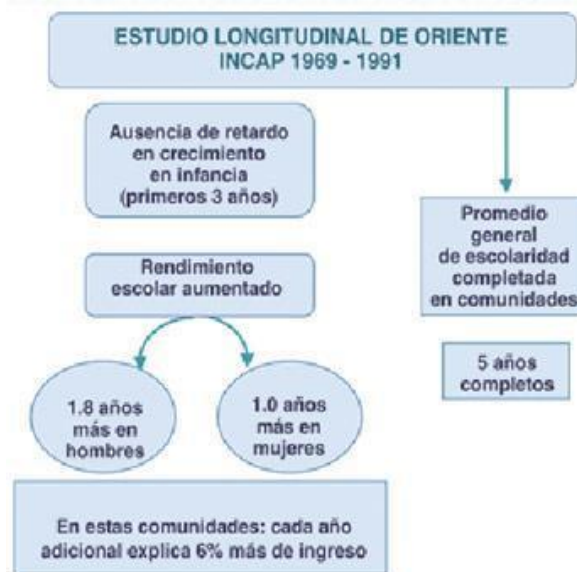 ESTUDIO LONGITUDINAL DE ORIENTE
INCAP 1969 - 1991
Ausencia de retardo
en crecimiento
en infancia
(primeros 3 años)
Promedio
general
de escolaridad
completada
en comunidades
Rendimiento
escolar aumentado
5 años
completos
1.8 años
más en
hombres
1.0 años
más en
mujeres
En estas comunidades: cada año
adicional explica 6% más de ingreso